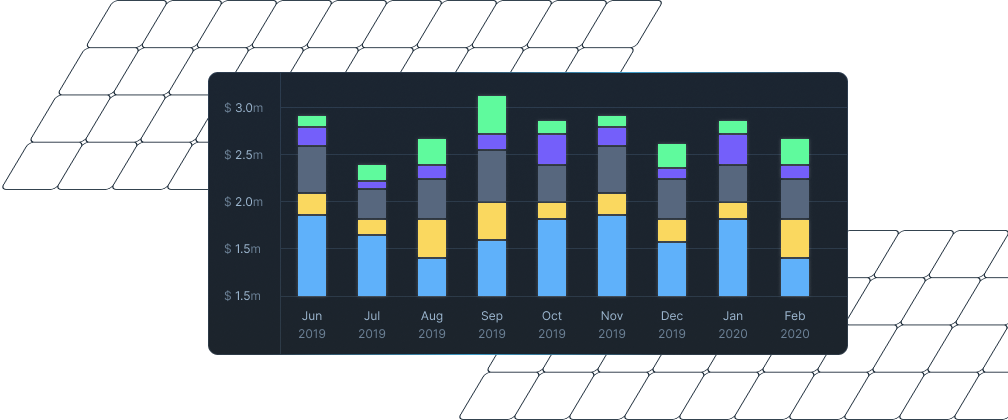 $ 3.0m
$ 2.5m
$ 2.0m
$ 1.5m
$ 1.5m
Jun Jul Aug Sep Oct Nov Dec Jan Feb
2019 2019 2019 2019 2019 2019 2019 2020 2020